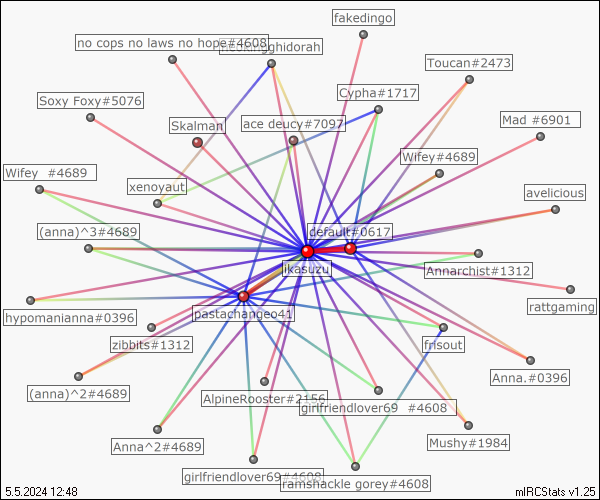 fakedingo
no cops no laws no hope#4608
Toucan#2473
Cypha#1717
Soxy Foxy#5076
Skalman
ace deucy#7097
Mad #6901
Wifey #4689
Wifey#4689
xenoyaut
avelicious
(anna)^3#4689
default#0617
likasuzu
Annarchist#1312
rattgaming
hypomanianna#0396
pastachangeo41
zibbits#1312
frisout
Anna.#0396
(anna)^2#4689
AlpineRooster#2156
girlfriendlover69 #4608
Anna^2#4689
Mushy#1984
girlfriendlover69#4608
ramshackle gorey#4608
5.5.2024 12:48
mIRCStats v1.25